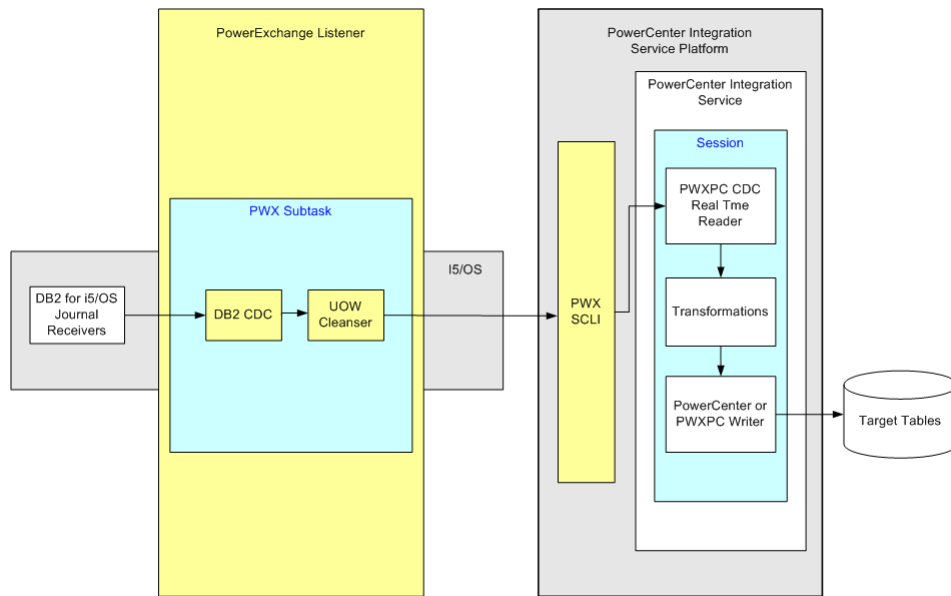 PowerExchange Listener
PWX Subtask
I5/OS
DB2 for i5/OS
Journal
Receivers
DB2 CDC
UOW
Cleanser
PowerCenter Integration
Service Platform
PowerCenter Integration
Service
Session
PWX
SCLI
PWXPC CDC
Real Tme
Reader
Transformations
PowerCenter or
PWXPC Writer
Target Tables